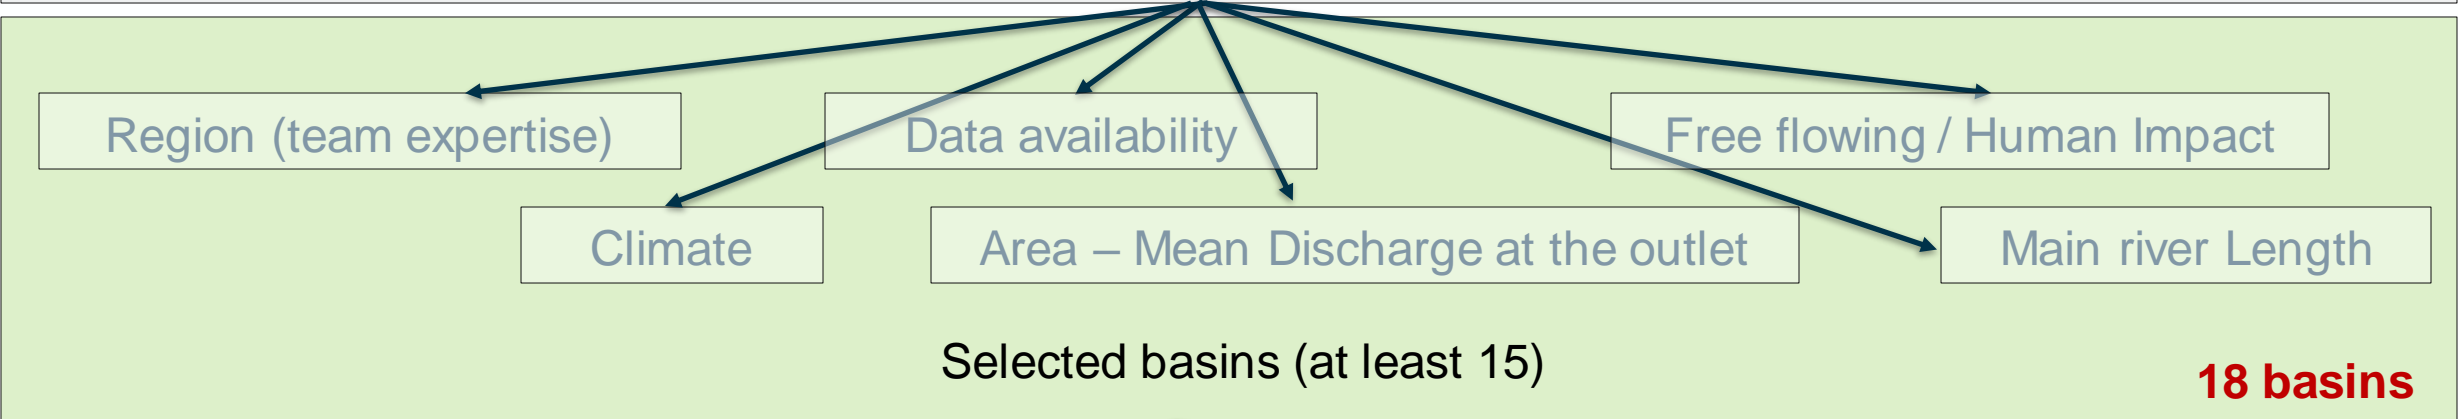 Region (team expertise)
Data availability
Free flowing / Human Impact
Climate
Area – Mean Discharge at the outlet
Main river Length
Selected basins (at least 15)
18 basins